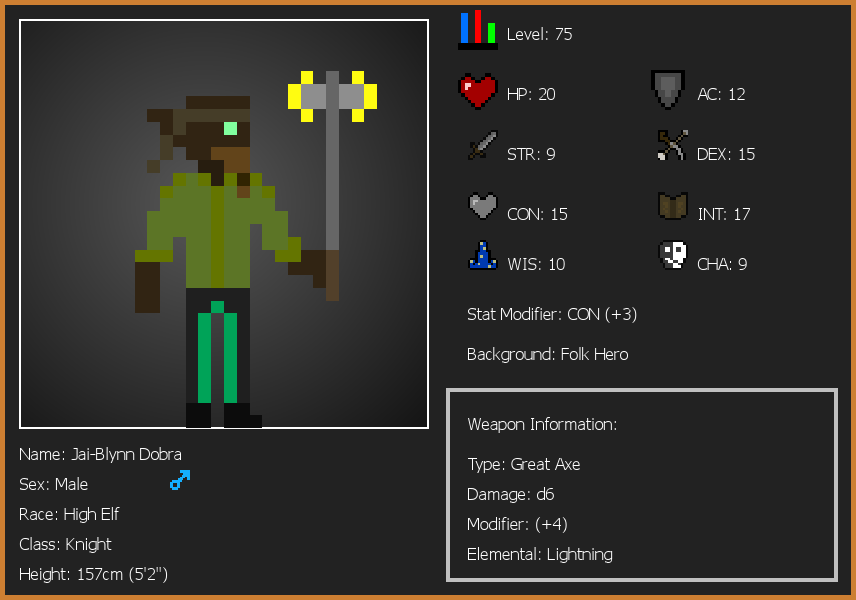 Level: 75
HP: 20
AC: 12
STR: 9
DEX: 15
CON: 15
INT: 17
WIS: 10
CHA: 9
Stat Modifier: CON (+3)
Background: Folk Hero
Weapon Information:
Type: Great Axe
Damage: d6
Modifier: (+4)
Elemental: Lightning
Name: Jai-Blynn Dobra
Sex: Male
Race: High Elf
Class: Knight
Height: 157cm (5'2")